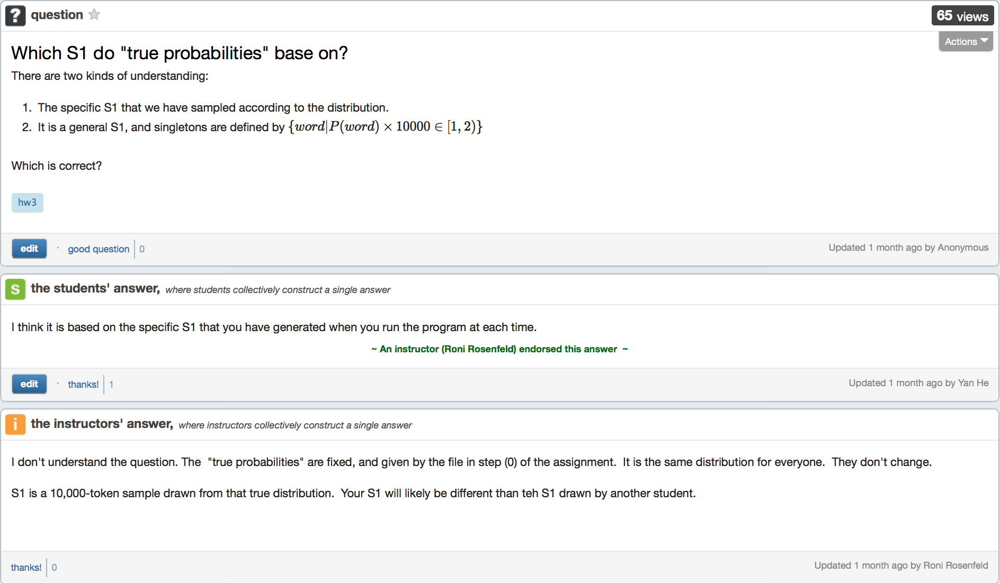 ? question
65 views
Actions
Which S1 do "true probabilities" base on?
There are two kinds of understanding:
1. The specific S1 that we have sampled according to the distribution.
2. It is a general S1, and singletons are defined by {word|P(word) × 10000 ∈ [1, 2)}
Which is correct?
hw3
edit · good question 0
Updated 1 month ago by Anonymous
S the students' answer, where students collectively construct a single answer
I think it is based on the specific S1 that you have generated when you run the program at each time.
~ An instructor (Roni Rosenfeld) endorsed this answer ~
edit · thanks! 1
Updated 1 month ago by Yan He
i the instructors' answer, where instructors collectively construct a single answer
I don't understand the question. The "true probabilities" are fixed, and given by the file in step (0) of the assignment. It is the same distribution for everyone. They don't change.
S1 is a 10,000-token sample drawn from that true distribution. Your S1 will likely be different than teh S1 drawn by another student.
thanks! 0
Updated 1 month ago by Roni Rosenfeld